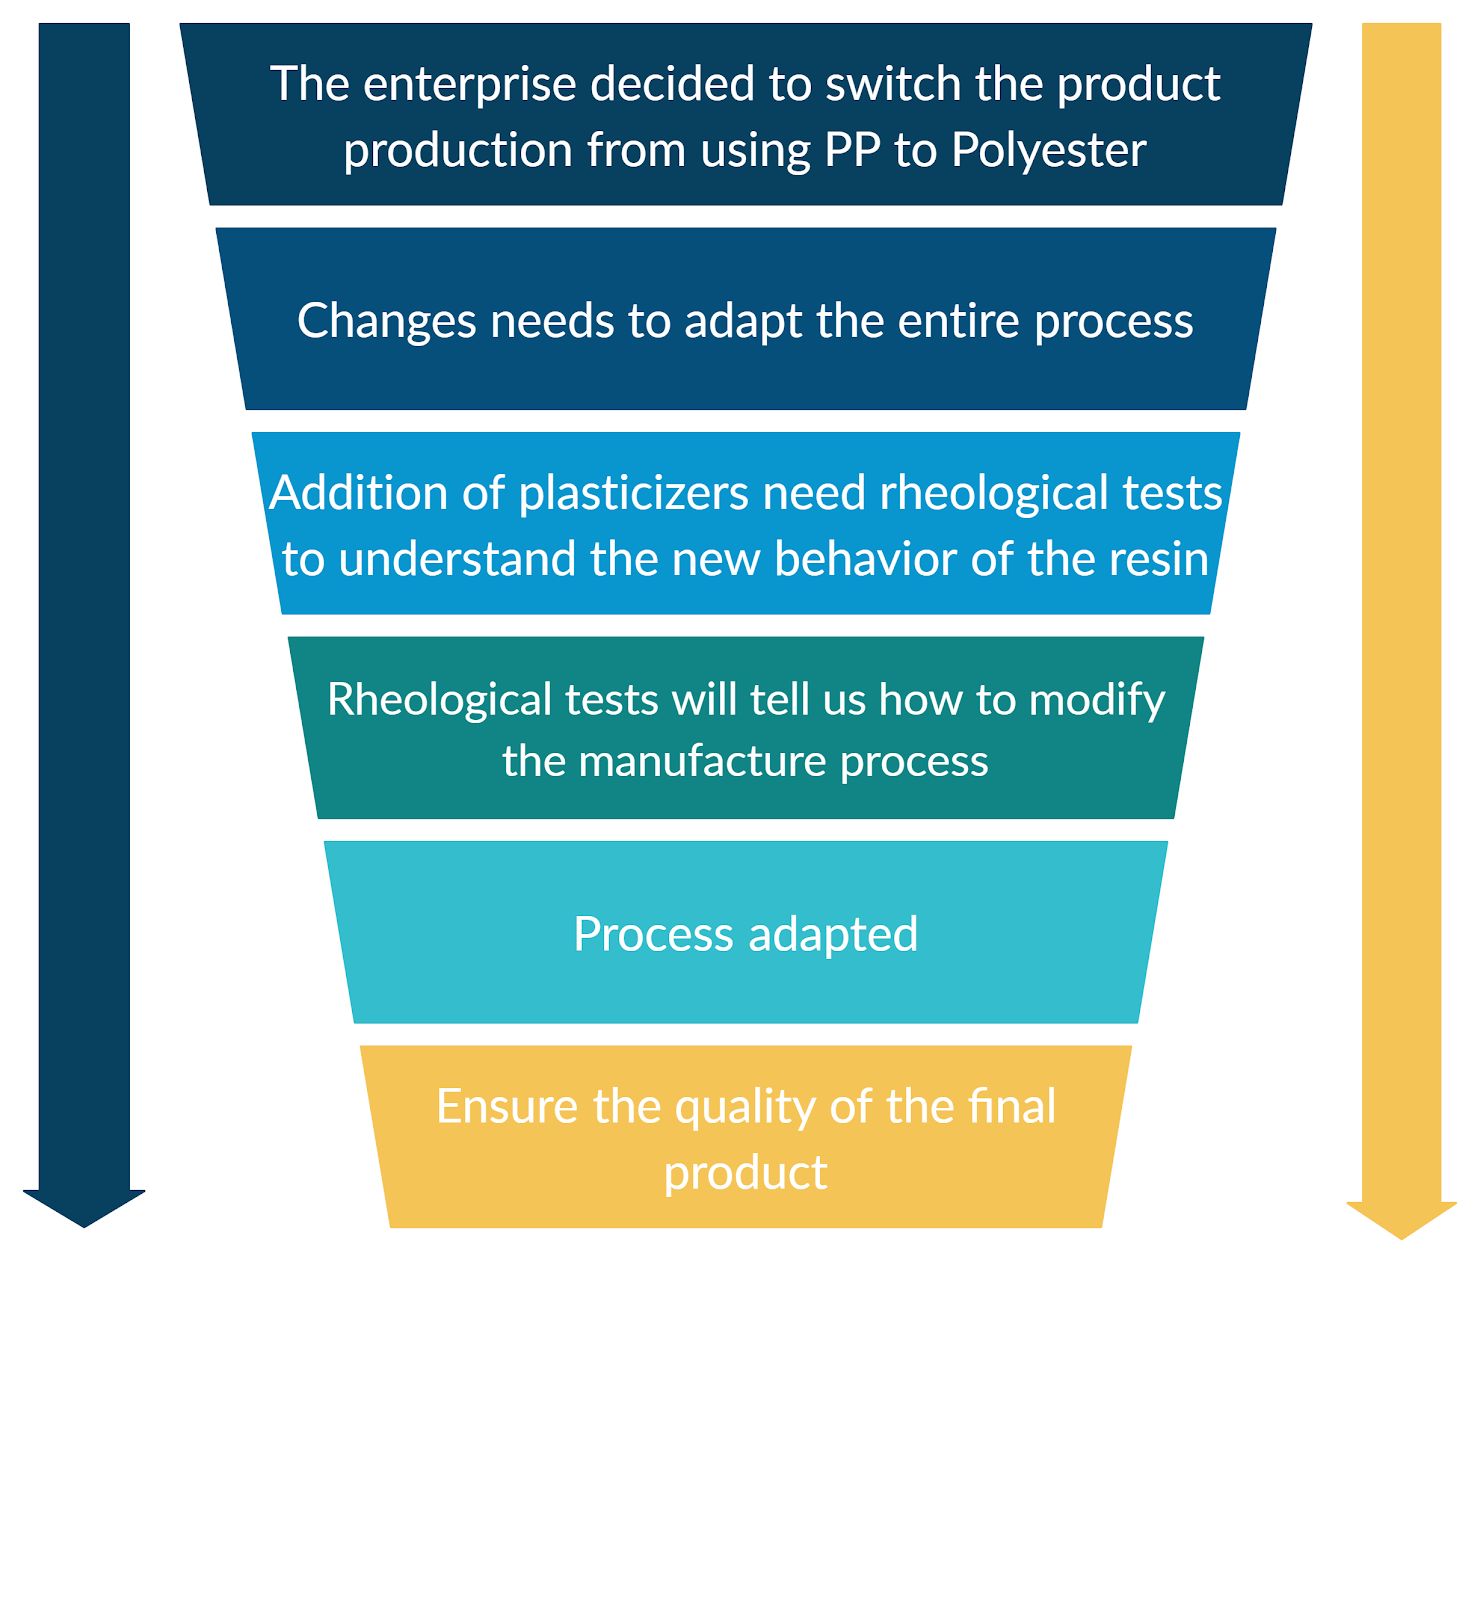 The enterprise decided to switch the product
production from using PP to Polyester
Changes needs to adapt the entire process
Addition of plasticizers need rheological tests
to understand the new behavior of the resin
Rheological tests will tell us how to modify
the manufacture process
Process adapted
Ensure the quality of the final
product